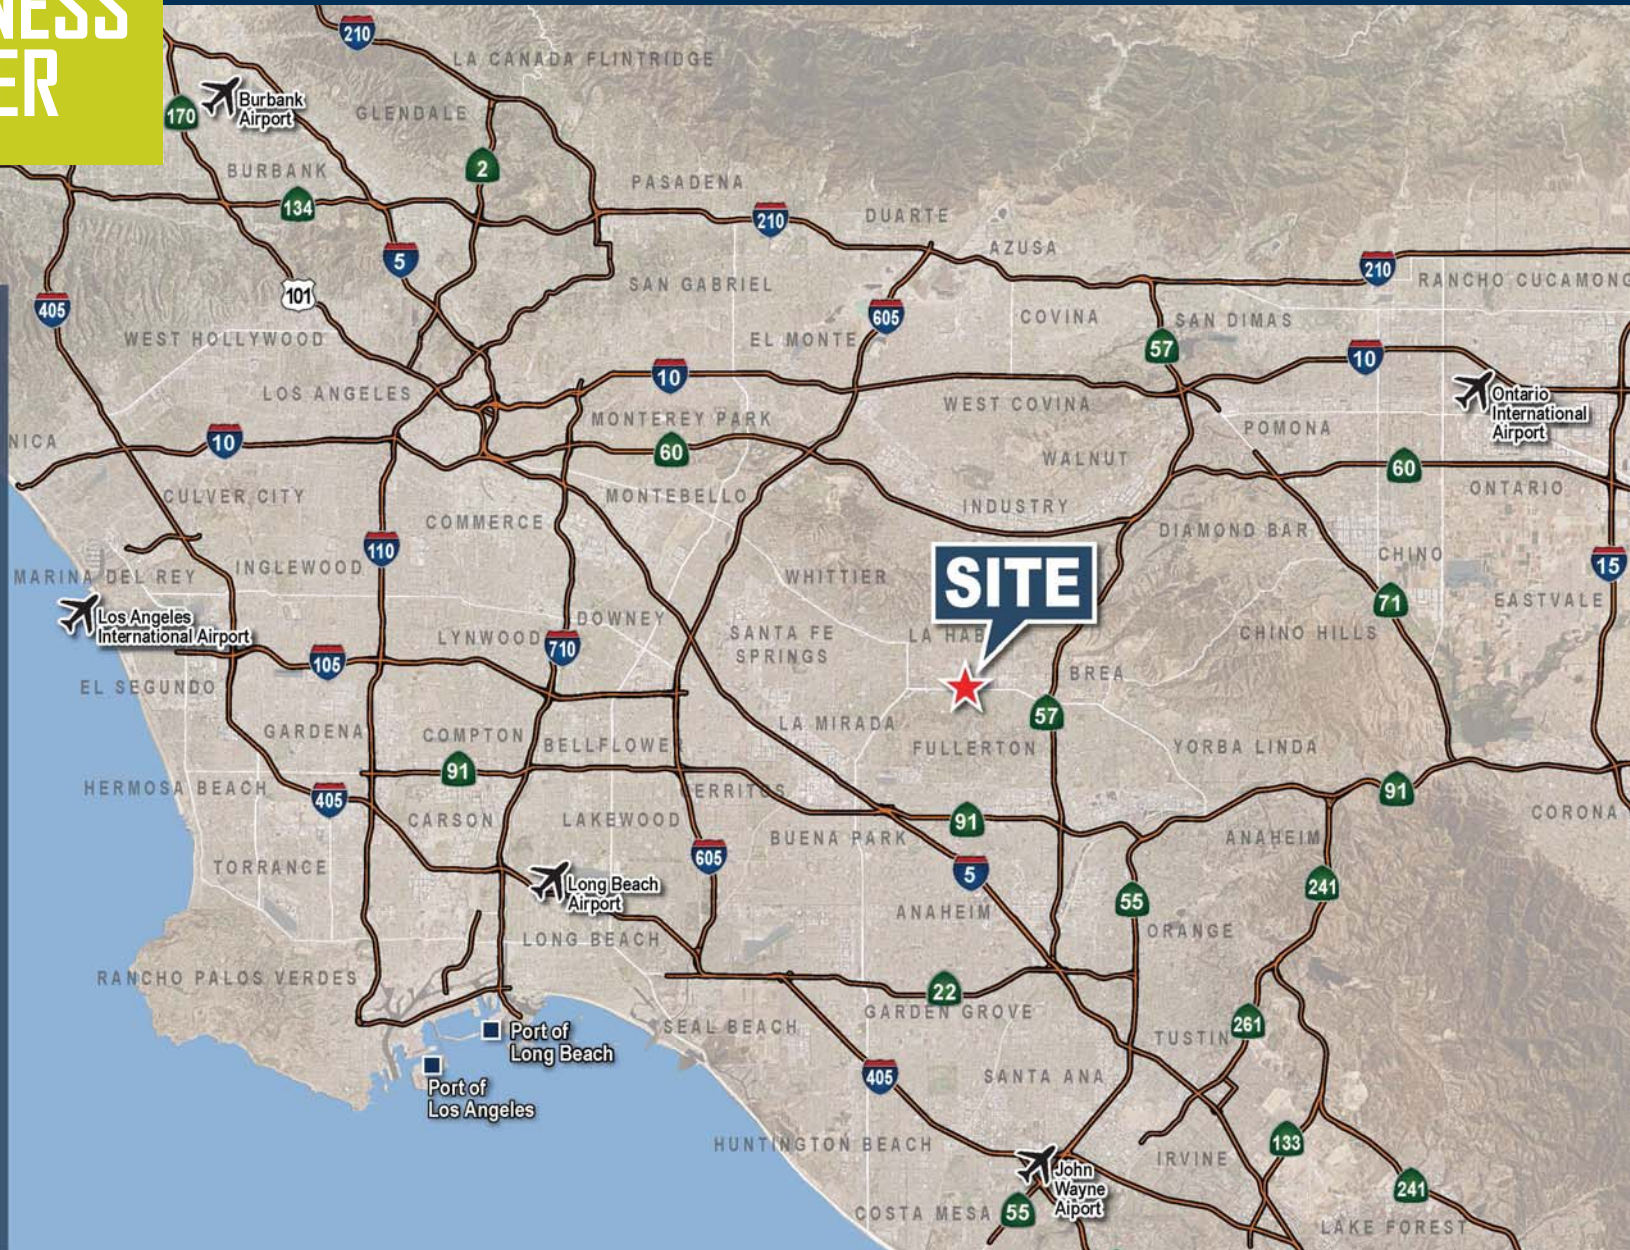 NESS
ER
210
LA CANADA FLINTRIDGE
170
Burbank
Airport
GLENDALE
2
BURBANK
134
PASADENA
210
DUARTE
AZUSA
5
101
SAN GABRIEL
210
RANCHO CUCAMONG
405
WEST HOLLYWOOD
605
EL MONTE
COVINA
SAN DIMAS
57
10
10
LOS ANGELES
MONTEREY PARK
WEST COVINA
Ontario
International
Airport
NICA
10
60
POMONA
WALNUT
60
CULVER CITY
MONTEBELLO
ONTARIO
COMMERCE
INDUSTRY
DIAMOND BAR
110
CHINO
15
MARINA DEL REY
INGLEWOOD
WHITTIER
SITE
71
EASTVALE
Los Angeles
International Airport
LYNWOOD
710
DOWNEY
SANTA FE
SPRINGS
LA HAB
CHINO HILLS
105
EL SEGUNDO
BREA
57
GARDENA
COMPTON
BELLFLOWER
LA MIRADA
FULLERTON
YORBA LINDA
91
HERMOSA BEACH
405
CERRITOS
91
CARSON
LAKEWOOD
BUENA PARK
91
ANAHEIM
CORONA
TORRANCE
605
5
Long Beach
Airport
55
241
ANAHEIM
ORANGE
LONG BEACH
RANCHO PALOS VERDES
22
GARDEN GROVE
Port of
Long Beach
SEAL BEACH
261
TUSTIN
Port of
Los Angeles
405
SANTA ANA
HUNTINGTON BEACH
133
IRVINE
John
Wayne
Aiport
241
COSTA MESA
55
LAKE FOREST